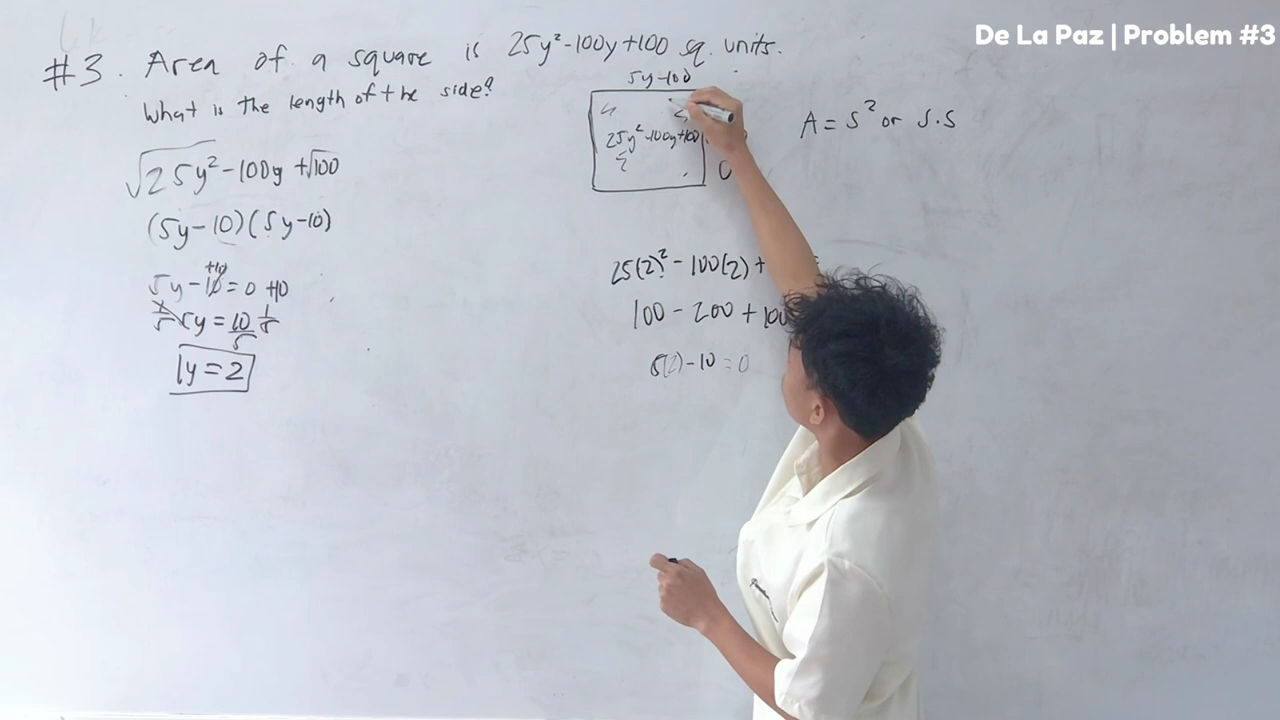 De La Paz | Problem #3
#3. Area of a square is 25y²-100y+100 sq. units.
What is the length of the side?
5y-100
25y²-100y+100
A = S² or S.S
√25y²-100y+√100
(5y-10)(5y-10)
+10
5y-10=0 +10
5y = 10
5
y=2
25(2)²-100(2)+
100-200+100
5(2)-10=0